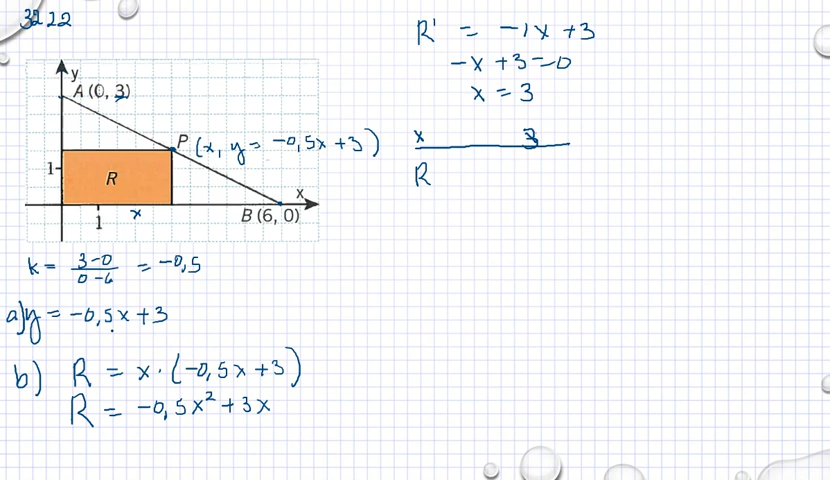 3222
y
A (0, 3)
P (x, y = -0,5x + 3)
1
R
x
x
1
B (6, 0)
k = \frac{3-0}{0-6} = -0,5
a) y = -0,5x + 3
b) R = x · (-0,5x + 3)
R = -0,5x² + 3x
R' = -1x + 3
-x + 3 = 0
x = 3
x 3
R